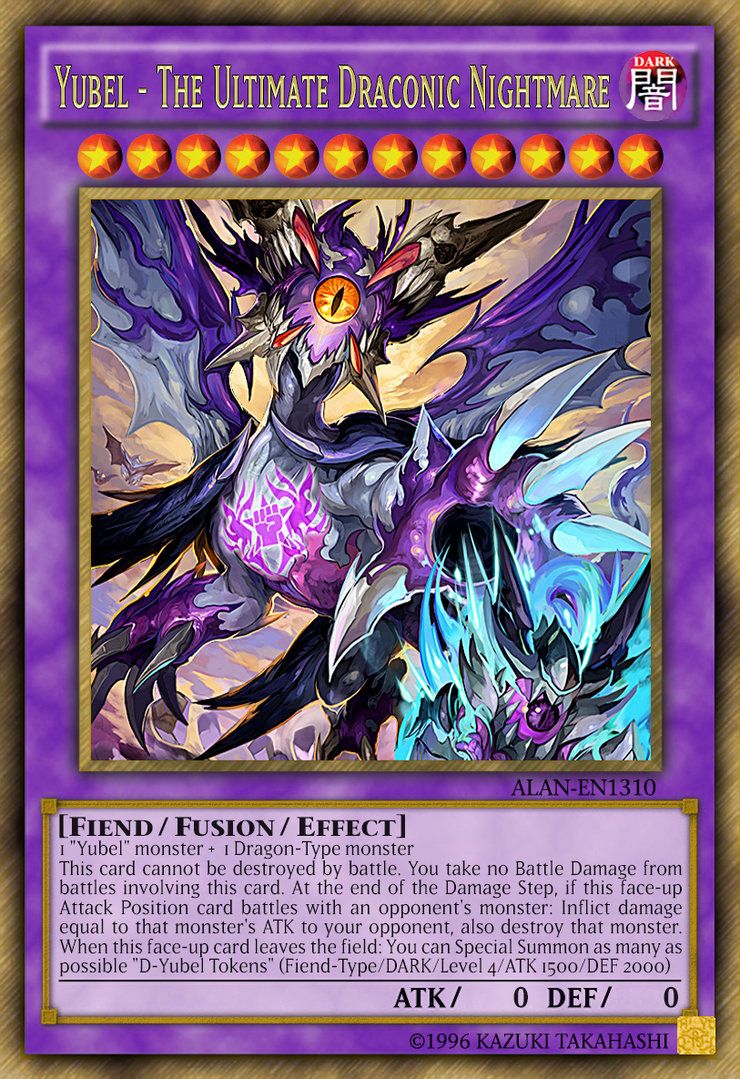 Yubel - The Ultimate Draconic Nightmare
DARK
闇
ALAN-EN1310
[Fiend / Fusion / Effect]
1 "Yubel" monster + 1 Dragon-Type monster
This card cannot be destroyed by battle. You take no Battle Damage from
battles involving this card. At the end of the Damage Step, if this face-up
Attack Position card battles with an opponent's monster: Inflict damage
equal to that monster's ATK to your opponent, also destroy that monster.
When this face-up card leaves the field: You can Special Summon as many as
possible "D-Yubel Tokens" (Fiend-Type/DARK/Level 4/ATK 1500/DEF 2000)
ATK/ 0 DEF/ 0
©1996 KAZUKI TAKAHASHI